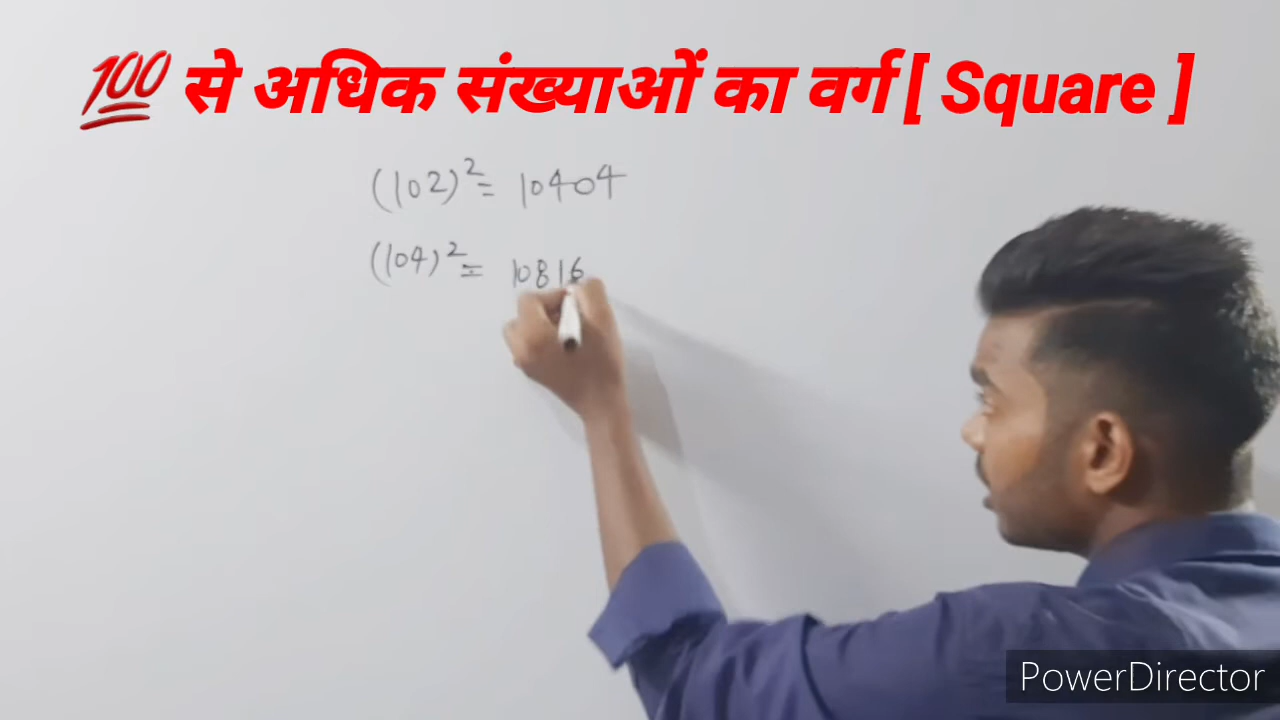 💯 से अधिक संख्याओं का वर्ग [ Square ]
(102)²= 10404
(104)²= 10816
PowerDirector